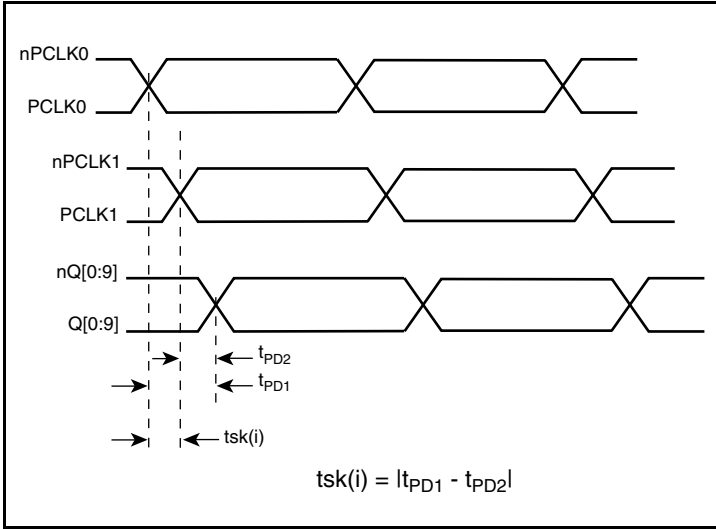 nPCLK0
PCLK0
nPCLK1
PCLK1
nQ[0:9]
Q[0:9]
tPD2
tPD1
tsk(i)
tsk(i) = |tPD1 - tPD2|